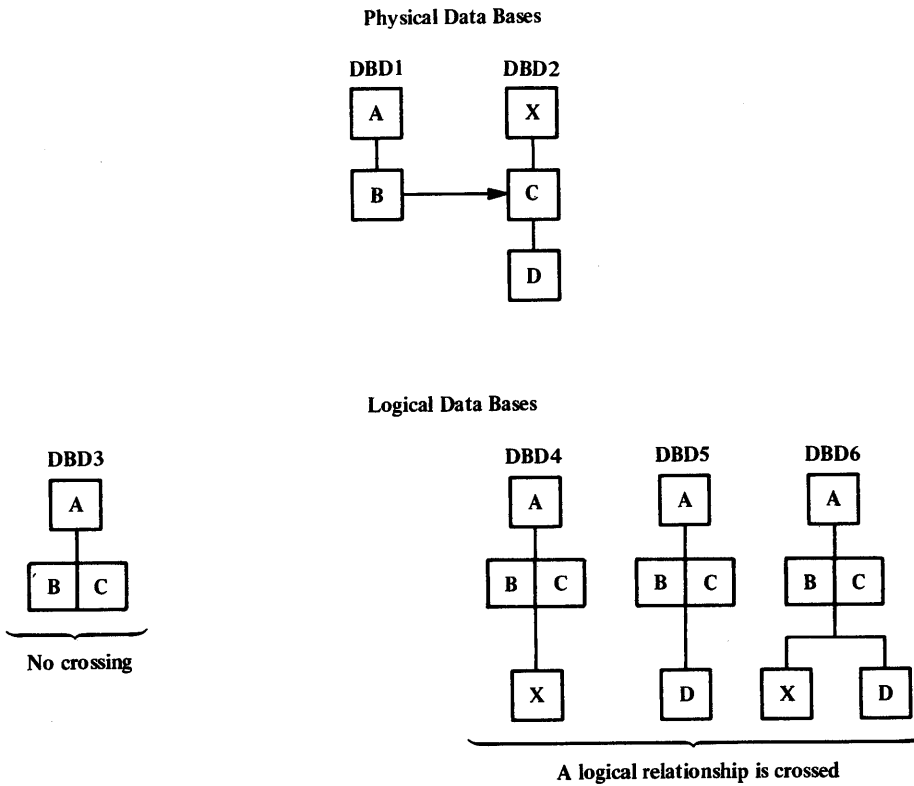 Physical Data Bases
DBD1 DBD2
A X
B C
D
Logical Data Bases
DBD3 DBD4 DBD5 DBD6
A A A A
B C B C B C B C
No crossing
X D X D
A logical relationship is crossed